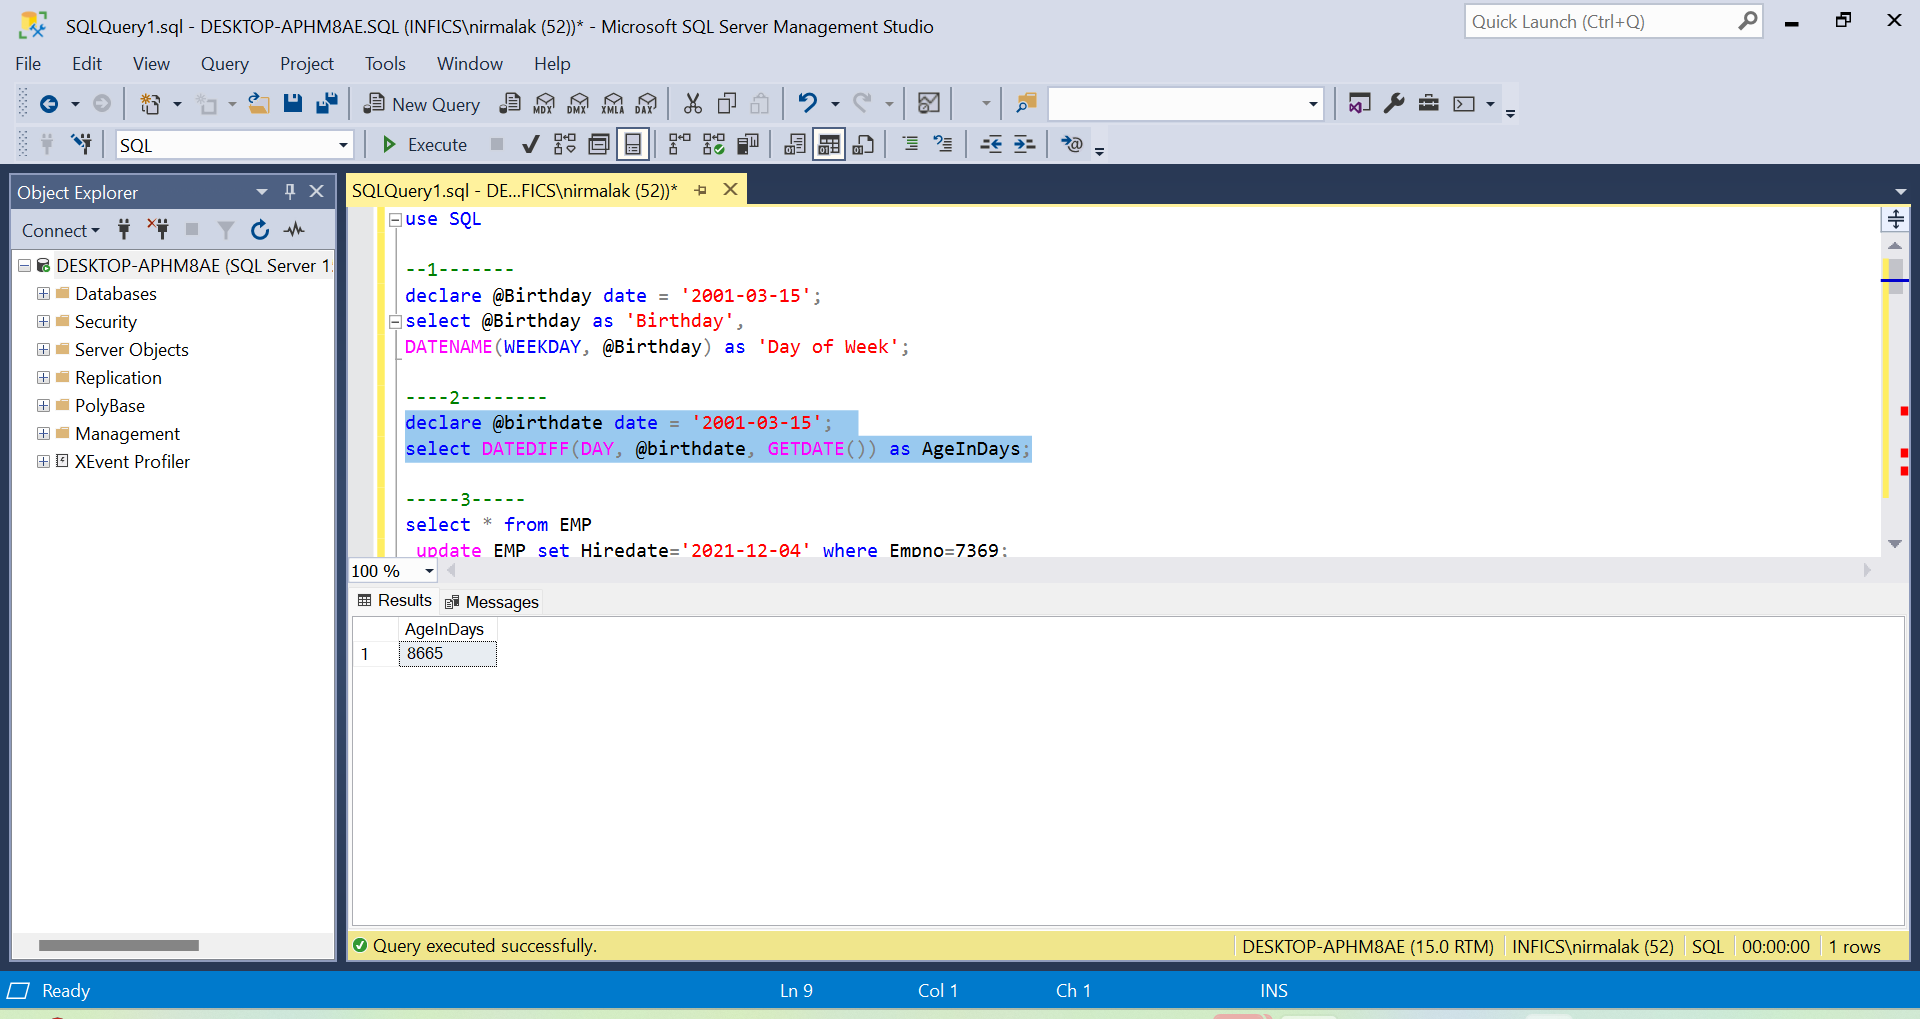 SQLQuery1.sql - DESKTOP-APHM8AE.SQL (INFICS\nirmalak (52))* - Microsoft SQL Server Management Studio
Quick Launch (Ctrl+Q)
File Edit View Query Project Tools Window Help
New Query MDX DMX XMLA DAX
SQL Execute
Object Explorer
Connect
DESKTOP-APHM8AE (SQL Server 15
Databases
Security
Server Objects
Replication
PolyBase
Management
XEvent Profiler
SQLQuery1.sql - DE...FICS\nirmalak (52))*
use SQL
--1-------
declare @Birthday date = '2001-03-15';
select @Birthday as 'Birthday',
DATENAME(WEEKDAY, @Birthday) as 'Day of Week';
----2--------
declare @birthdate date = '2001-03-15';
select DATEDIFF(DAY, @birthdate, GETDATE()) as AgeInDays;
-----3-----
select * from EMP
update EMP set Hiredate='2021-12-04' where Empno=7369;
100 %
Results Messages
AgeInDays
1 8665
Query executed successfully.
DESKTOP-APHM8AE (15.0 RTM) INFICS\nirmalak (52) SQL 00:00:00 1 rows
Ready Ln 9 Col 1 Ch 1 INS